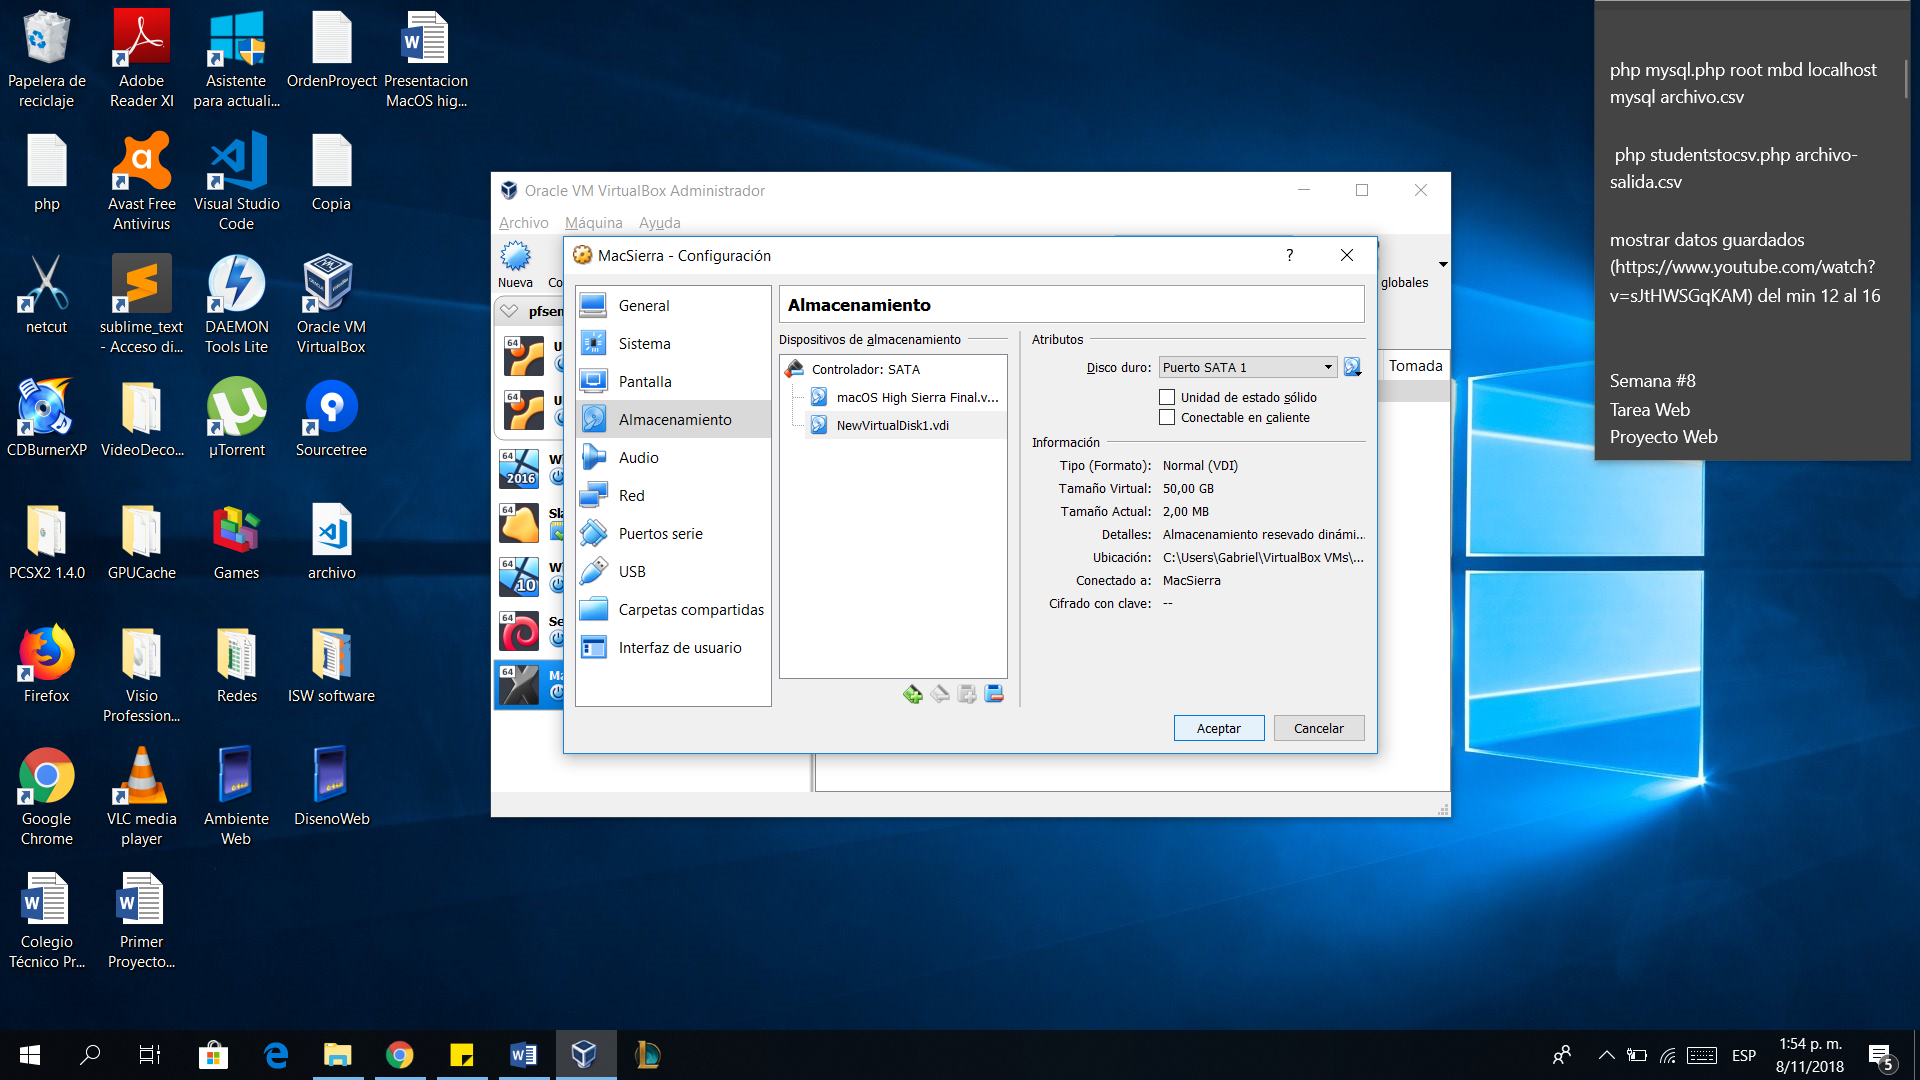 Papelera de
reciclaje
Adobe
Reader XI
Asistente
para actuali...
OrdenProyect
Presentacion
MacOS hig...
php
Avast Free
Antivirus
Visual Studio
Code
Copia
netcut
sublime_text
- Acceso di...
DAEMON
Tools Lite
Oracle VM
VirtualBox
CDBurnerXP
VideoDeco...
µTorrent
Sourcetree
PCSX2 1.4.0
GPUCache
Games
archivo
Firefox
Visio
Profession...
Redes
ISW software
Google
Chrome
VLC media
player
Ambiente
Web
DisenoWeb
Colegio
Técnico Pr...
Primer
Proyecto...
Oracle VM VirtualBox Administrador
Archivo Máquina Ayuda
Nueva
Co
globales
pfsen
Tomada
64
64
64
2016
64
64
10
64
64
MacSierra - Configuración
?
General
Sistema
Pantalla
Almacenamiento
Audio
Red
Puertos serie
USB
Carpetas compartidas
Interfaz de usuario
Almacenamiento
Dispositivos de almacenamiento
Controlador: SATA
macOS High Sierra Final.v...
NewVirtualDisk1.vdi
Atributos
Disco duro: Puerto SATA 1
Unidad de estado sólido
Conectable en caliente
Información
Tipo (Formato): Normal (VDI)
Tamaño Virtual: 50,00 GB
Tamaño Actual: 2,00 MB
Detalles: Almacenamiento resevado dinámi...
Ubicación: C:\Users\Gabriel\VirtualBox VMs\...
Conectado a: MacSierra
Cifrado con clave: --
Aceptar
Cancelar
php mysql.php root mbd localhost
mysql archivo.csv
php studentstocsv.php archivo-
salida.csv
mostrar datos guardados
(https://www.youtube.com/watch?
v=sJtHWSGqKAM) del min 12 al 16
Semana #8
Tarea Web
Proyecto Web
ESP
1:54 p. m.
8/11/2018
5